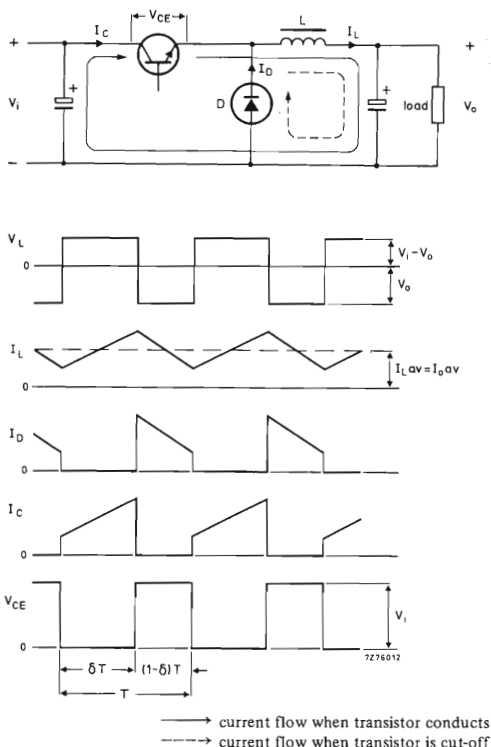 V_CE
L
+ I_C I_L +
I_D +
V_i + D load V_o
−
V_L
0
V_i − V_o
V_o
I_L
0
I_L av = I_o av
I_D
0
I_C
0
V_CE
0
V_i
7Z76012
δT (1-δ)T
T
current flow when transistor conducts
current flow when transistor is cut-off